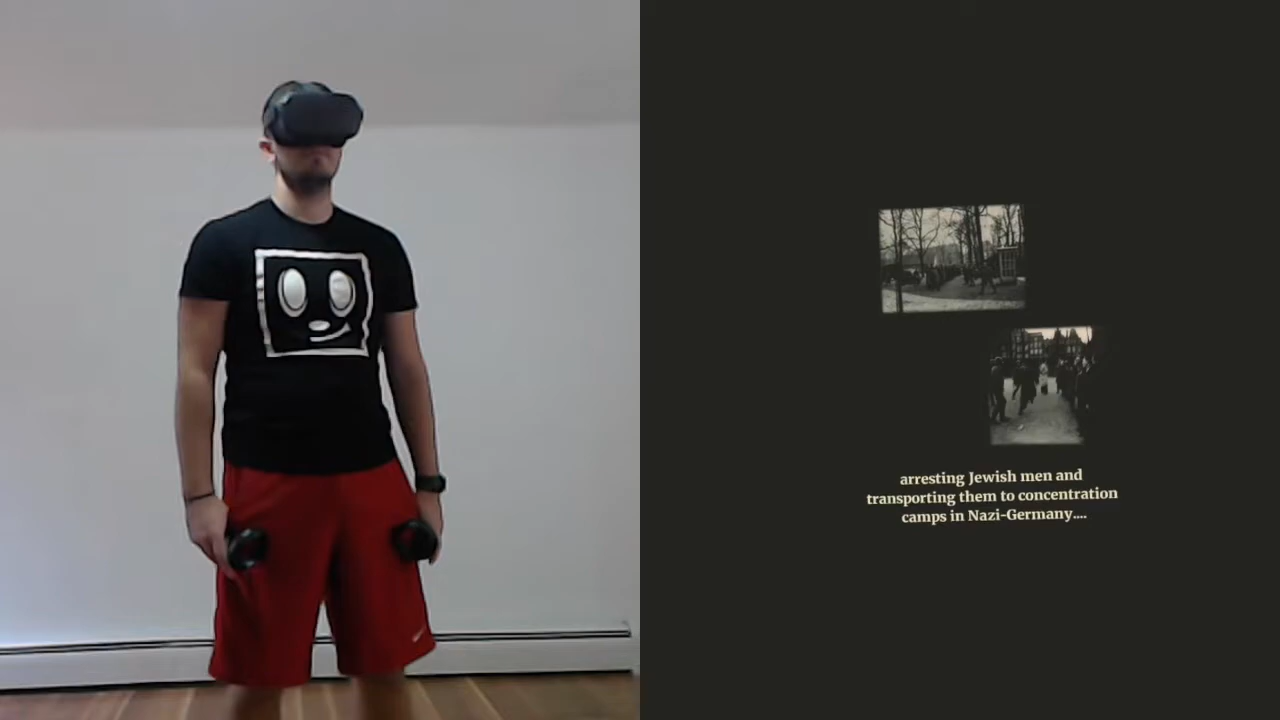 arresting Jewish men and
transporting them to concentration
camps in Nazi-Germany....